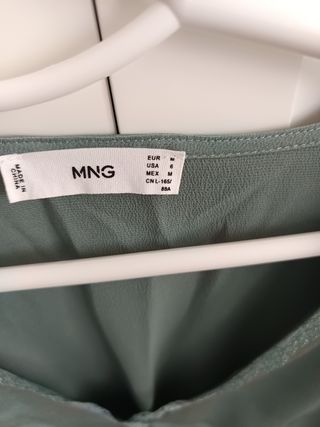 MADE IN
CHINA
MNG
EUR M
USA 6
MEX M
CN L-165/
88A